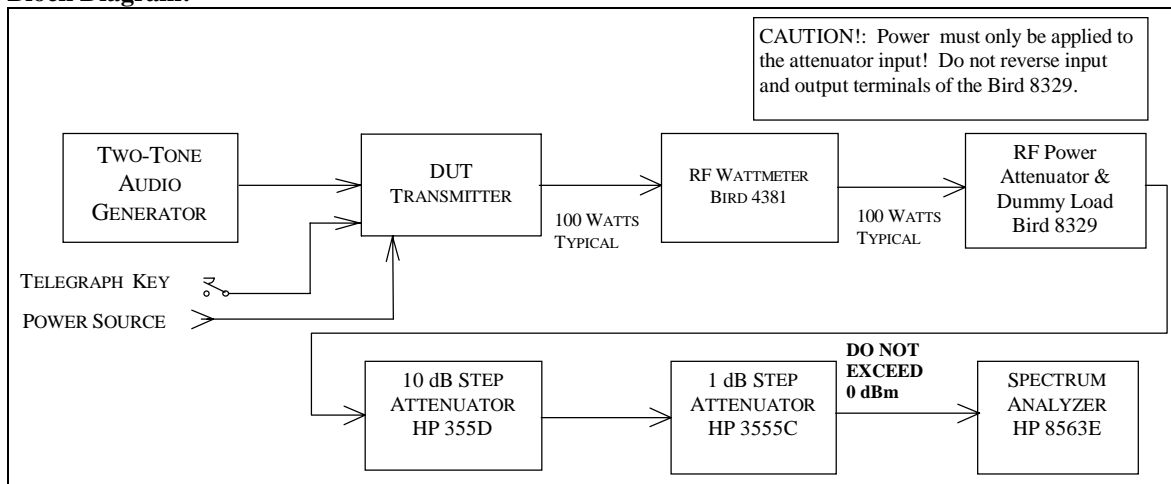 Block Diagram:
CAUTION!: Power must only be applied to
the attenuator input! Do not reverse input
and output terminals of the Bird 8329.
TWO-TONE
AUDIO
GENERATOR
DUT
TRANSMITTER
100 WATTS
TYPICAL
RF WATTMETER
BIRD 4381
100 WATTS
TYPICAL
RF Power
Attenuator &
Dummy Load
Bird 8329
TELEGRAPH KEY
POWER SOURCE
10 dB STEP
ATTENUATOR
HP 355D
1 dB STEP
ATTENUATOR
HP 3555C
DO NOT
EXCEED
0 dBm
SPECTRUM
ANALYZER
HP 8563E